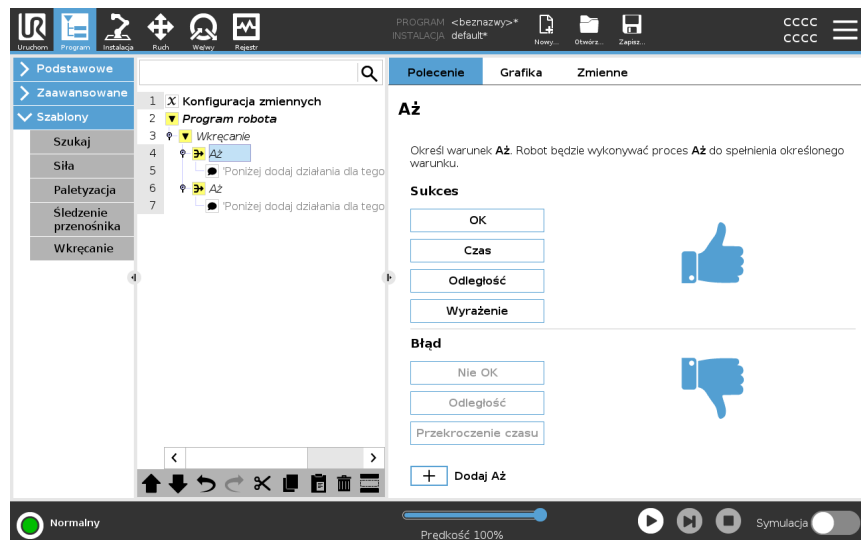 PROGRAM <beznazwy>*
INSTALACJA default*
CCCC
CCCC
Uruchom
Program
Instalacja
Ruch
We/wy
Rejestr
Nowy...
Otwórz...
Zapisz...
Podstawowe
Zaawansowane
Szablony
Szukaj
Siła
Paletyzacja
Śledzenie
przenośnika
Wkręcanie
1 X Konfiguracja zmiennych
2 Program robota
3 Wkręcanie
4 Aż
5 'Poniżej dodaj działania dla tego
6 Aż
7 'Poniżej dodaj działania dla tego
Polecenie Grafika Zmienne
Aż
Określ warunek Aż. Robot będzie wykonywać proces Aż do spełnienia określonego
warunku.
Sukces
OK
Czas
Odległość
Wyrażenie
Błąd
Nie OK
Odległość
Przekroczenie czasu
Dodaj Aż
Normalny
Prędkość 100%
Symulacja